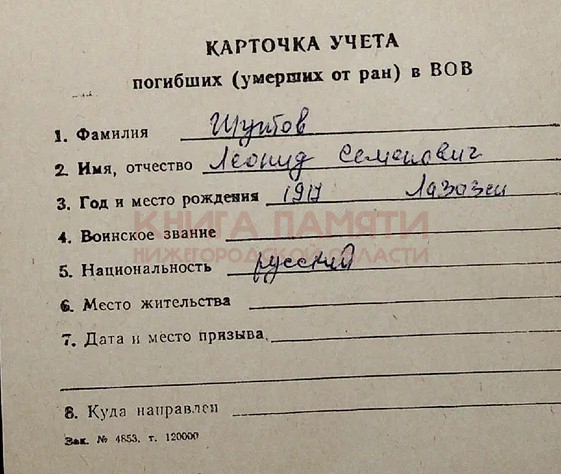 КАРТОЧКА УЧЕТА
погибших (умерших от ран) в ВОВ
1. Фамилия Шутов
2. Имя, отчество Леонид Семенович
3. Год и место рождения 1917
КНИГА ПАМЯТИ
4. Воинское звание
НИЖЕГОРОДСКОЙ ОБЛАСТИ
5. Национальность русский
6. Место жительства
7. Дата и место призыва
8. Куда направлен
Зак. № 4853. т. 120000